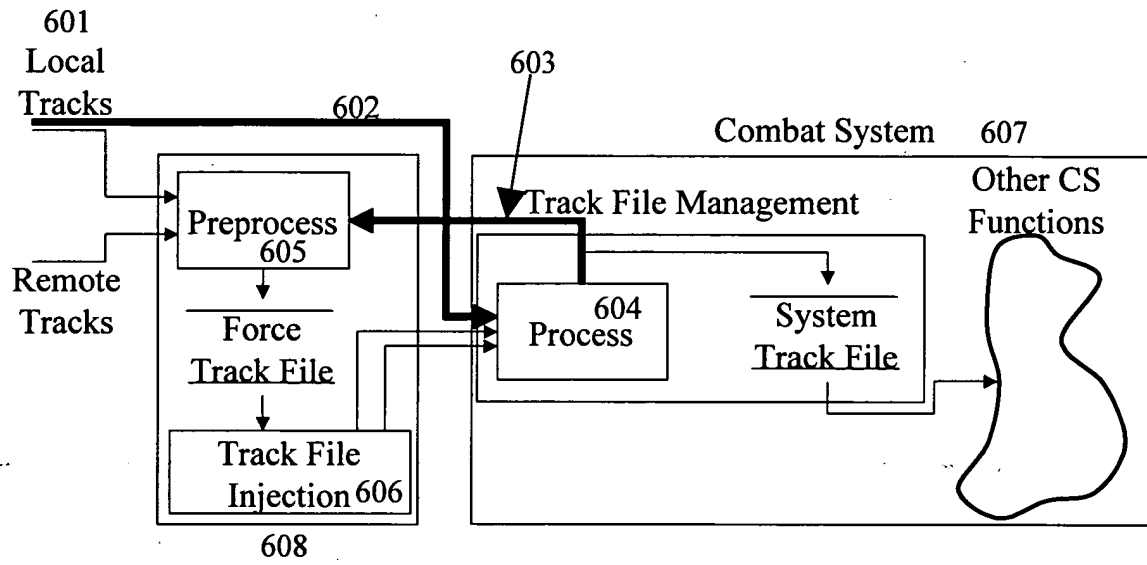 601
Local
Tracks
602
603
Combat System 607
Other CS
Functions
Track File Management
Preprocess
605
Remote
Tracks
Force
Track File
604
Process
System
Track File
Track File
Injection 606
608